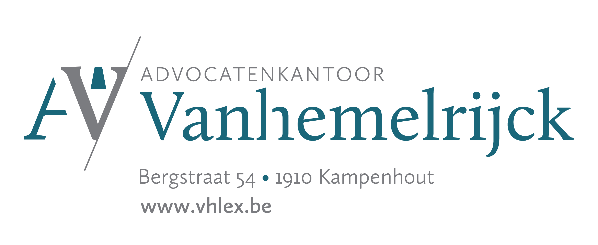 AV
ADVOCATENKANTOOR
Vanhemelrijck
Bergstraat 54 • 1910 Kampenhout
www.vhlex.be